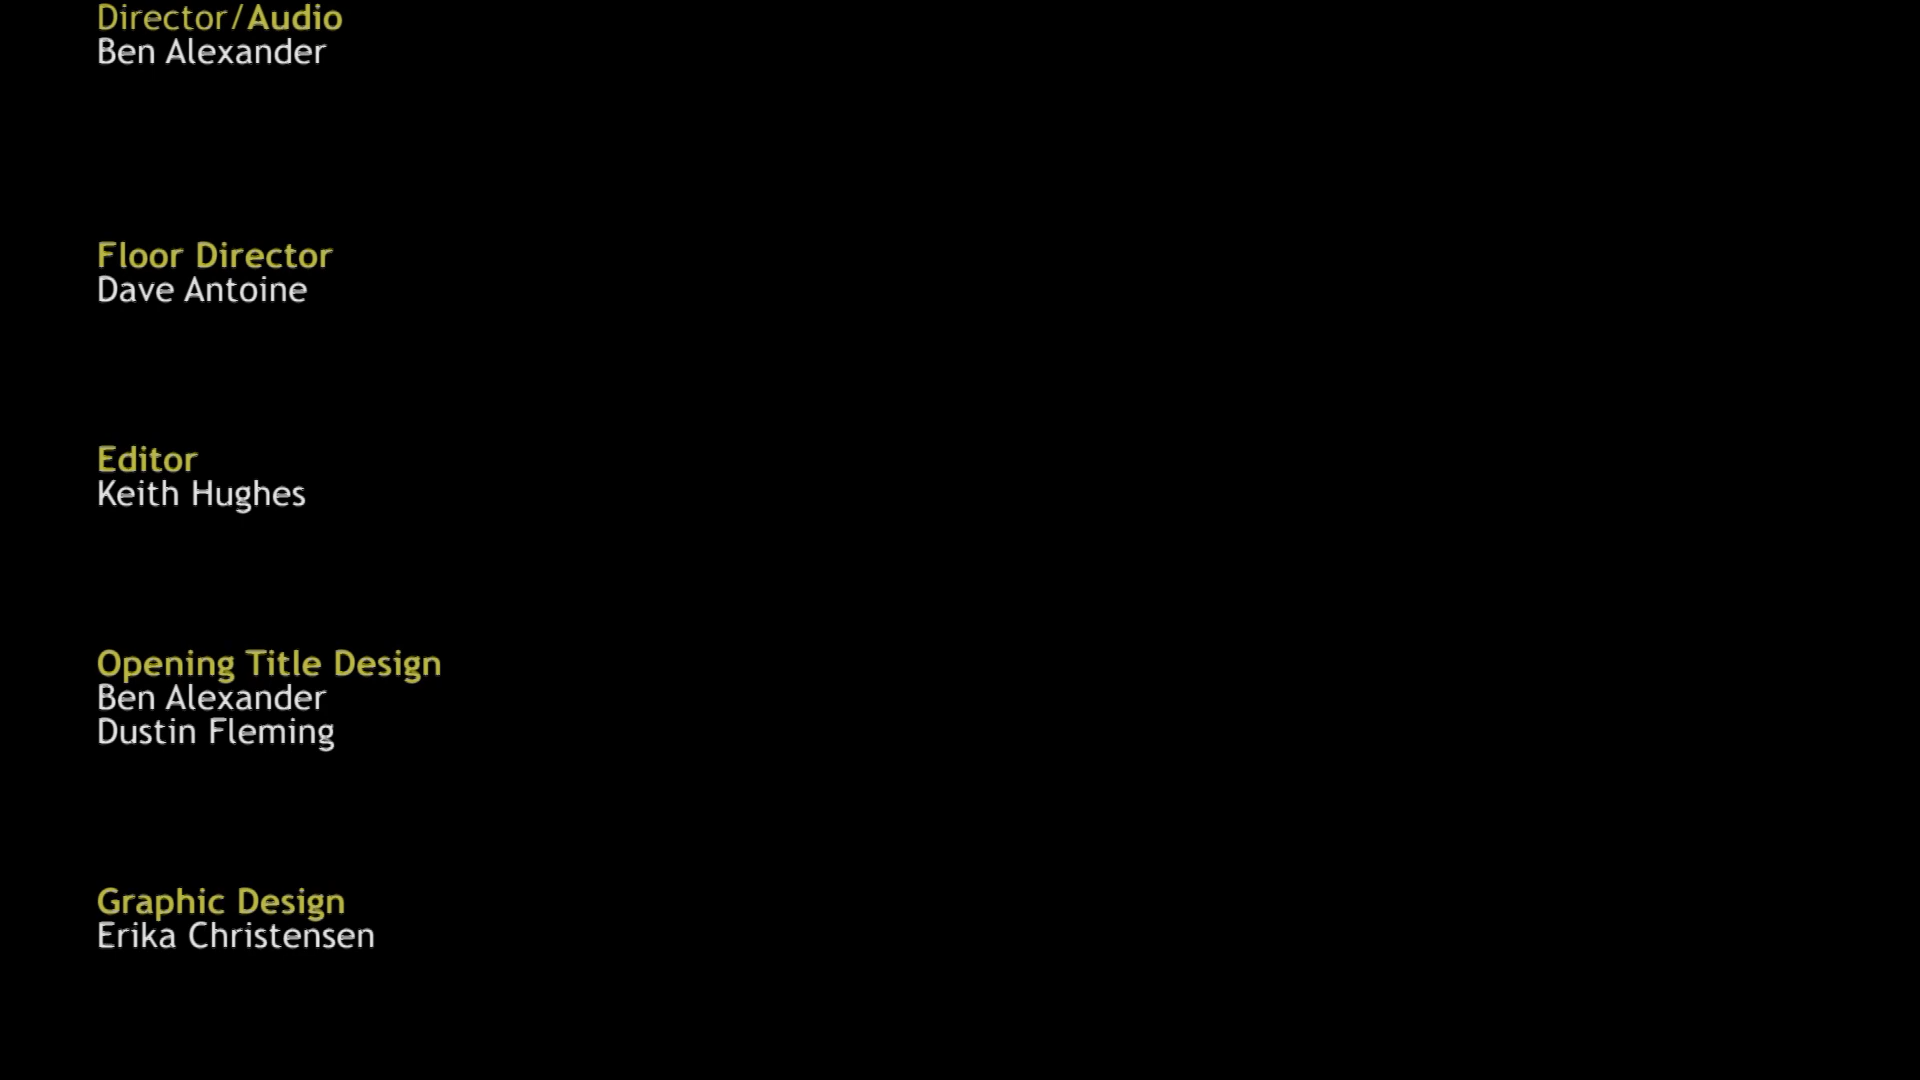 Director/Audio
Ben Alexander
Floor Director
Dave Antoine
Editor
Keith Hughes
Opening Title Design
Ben Alexander
Dustin Fleming
Graphic Design
Erika Christensen